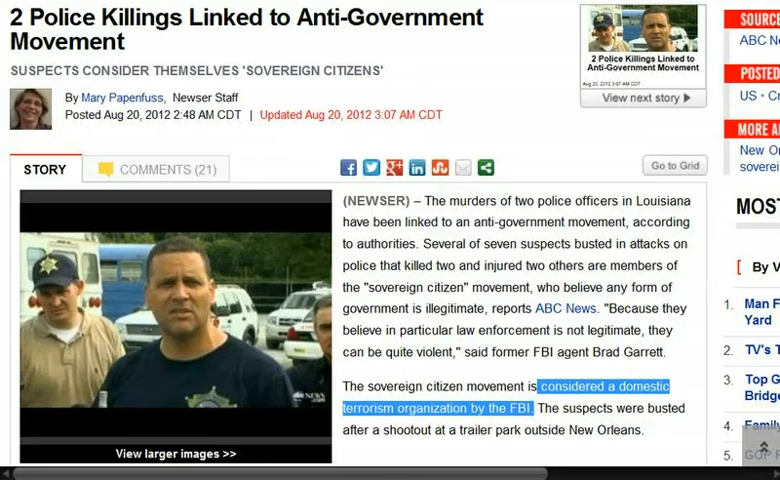 2 Police Killings Linked to Anti-Government
Movement
SUSPECTS CONSIDER THEMSELVES 'SOVEREIGN CITIZENS'
By Mary Papenfuss, Newser Staff
Posted Aug 20, 2012 2:48 AM CDT | Updated Aug 20, 2012 3:07 AM CDT
2 Police Killings Linked to
Anti-Government Movement
Aug 20, 2012 3:07 AM CDT
View next story
STORY
COMMENTS (21)
Go to Grid
(NEWSER) – The murders of two police officers in Louisiana
have been linked to an anti-government movement, according
to authorities. Several of seven suspects busted in attacks on
police that killed two and injured two others are members of
the "sovereign citizen" movement, who believe any form of
government is illegitimate, reports ABC News. "Because they
believe in particular law enforcement is not legitimate, they
can be quite violent," said former FBI agent Brad Garrett.
The sovereign citizen movement is considered a domestic
terrorism organization by the FBI. The suspects were busted
after a shootout at a trailer park outside New Orleans.
abc NEWS
View larger images >>
SOURC
ABC Ne
POSTED
US • Cr
MORE A
New Or
soverei
MOST
By V
1. Man F
Yard
2. TV's T
3. Top G
Bridge
4. Family
5. GOP